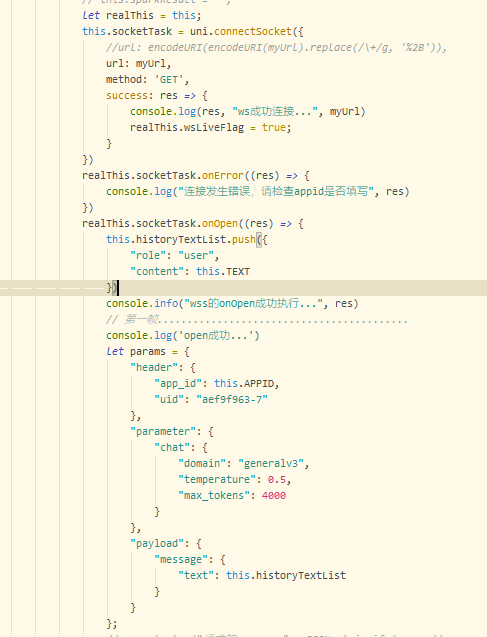 // this.sparkResult = '';
let realThis = this;
this.socketTask = uni.connectSocket({
//url: encodeURI(encodeURI(myUrl).replace(/\+/g, '%2B')),
url: myUrl,
method: 'GET',
success: res => {
console.log(res, "ws成功连接...", myUrl)
realThis.wsLiveFlag = true;
}
})
realThis.socketTask.onError((res) => {
console.log("连接发生错误，请检查appid是否填写", res)
})
realThis.socketTask.onOpen((res) => {
this.historyTextList.push({
"role": "user",
"content": this.TEXT
})
console.info("wss的onOpen成功执行...", res)
// 第一帧..........................................
console.log('open成功...')
let params = {
"header": {
"app_id": this.APPID,
"uid": "aef9f963-7"
},
"parameter": {
"chat": {
"domain": "generalv3",
"temperature": 0.5,
"max_tokens": 4000
}
},
"payload": {
"message": {
"text": this.historyTextList
}
}
};